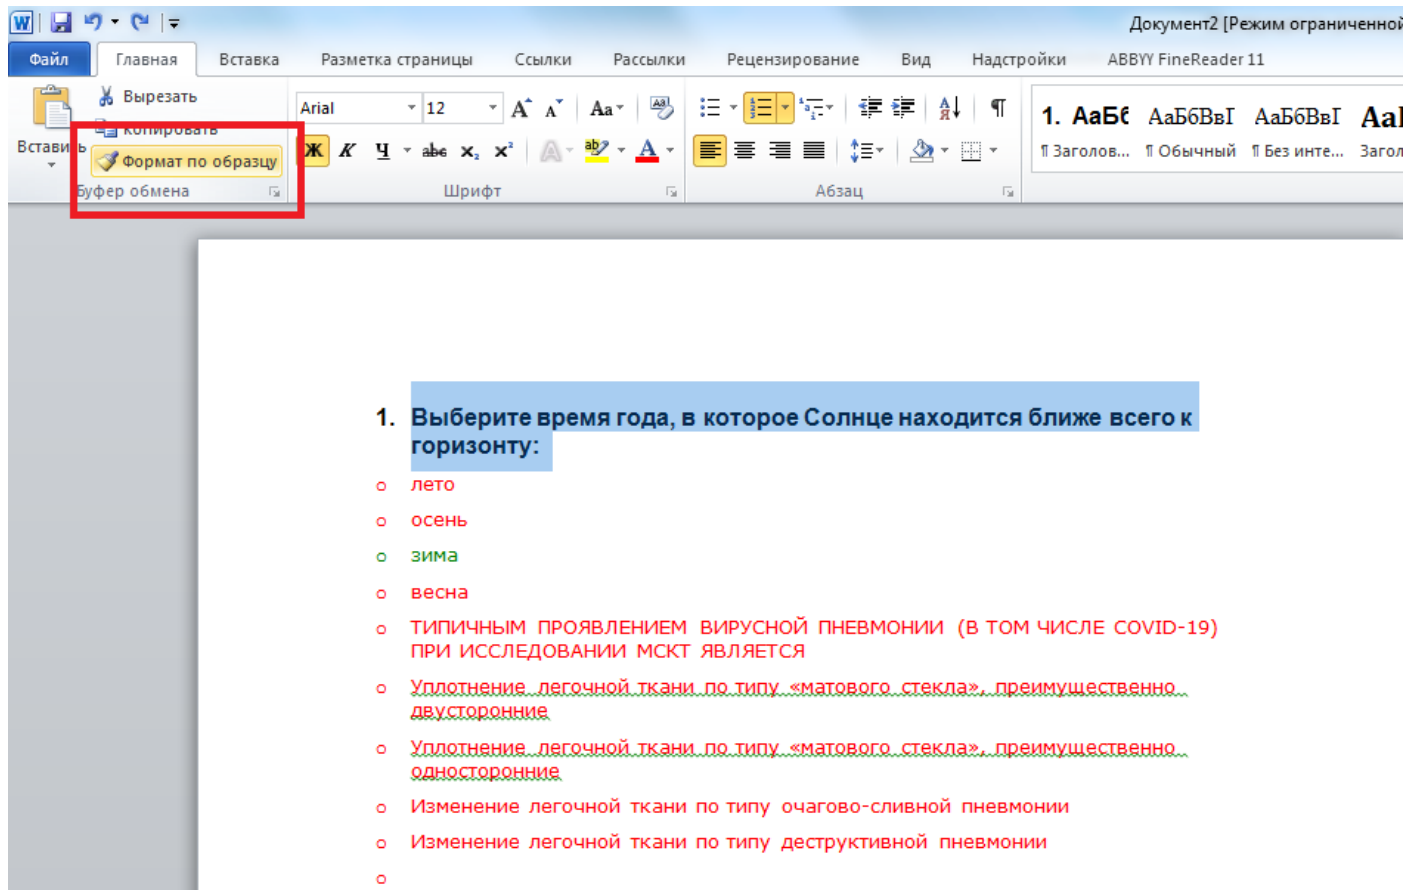 Документ2 [Режим ограниченной
Файл Главная Вставка Разметка страницы Ссылки Рассылки Рецензирование Вид Надстройки ABBYY FineReader 11
Вырезать
Копировать
Вставить
Формат по образцу
Буфер обмена
Arial 12
Ж К Ч abc x₂ x²
Шрифт
Абзац
1. АаБб АаБбВвГ АаБбВвГ Ааl
¶ Заголов... ¶ Обычный ¶ Без инте... Загол
1. Выберите время года, в которое Солнце находится ближе всего к
горизонту:
o лето
o осень
o зима
o весна
o ТИПИЧНЫМ ПРОЯВЛЕНИЕМ ВИРУСНОЙ ПНЕВМОНИИ (В ТОМ ЧИСЛЕ COVID-19)
ПРИ ИССЛЕДОВАНИИ МСКТ ЯВЛЯЕТСЯ
o Уплотнение легочной ткани по типу «матового стекла», преимущественно
двусторонние
o Уплотнение легочной ткани по типу «матового стекла», преимущественно
односторонние
o Изменение легочной ткани по типу очагово-сливной пневмонии
o Изменение легочной ткани по типу деструктивной пневмонии
o